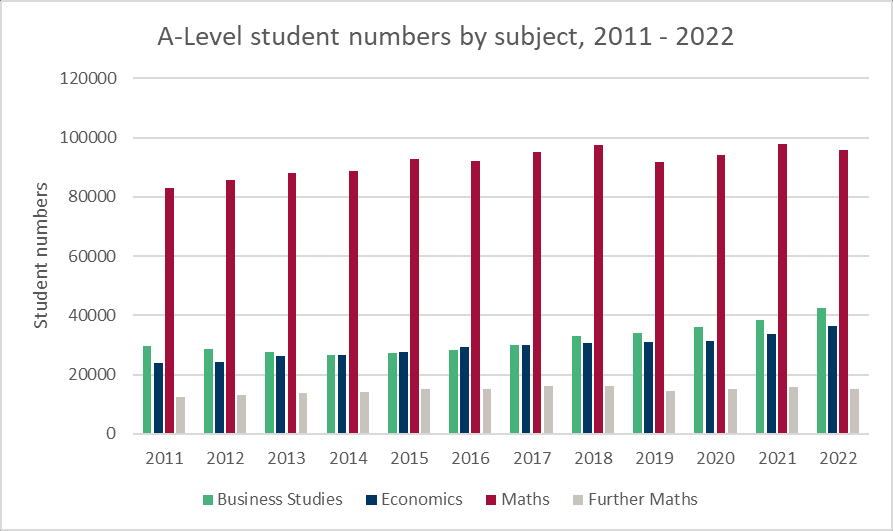 A-Level student numbers by subject, 2011 - 2022
120000
100000
80000
60000
40000
20000
0
Student numbers
2011 2012 2013 2014 2015 2016 2017 2018 2019 2020 2021 2022
Business Studies Economics Maths Further Maths